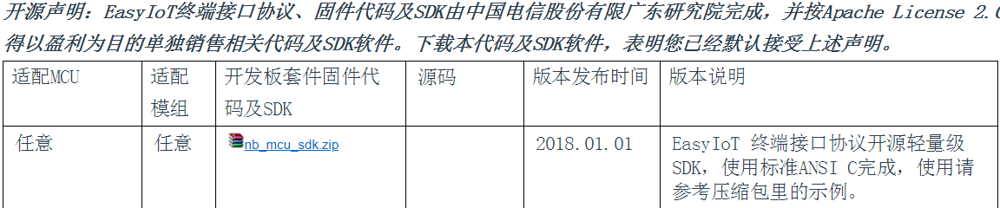 开源声明：EasyIoT终端接口协议、固件代码及SDK由中国电信股份有限广东研究院完成，并按Apache License 2.0
得以盈利为目的单独销售相关代码及SDK软件。下载本代码及SDK软件，表明您已经默认接受上述声明。
适配MCU
适配
模组
开发板套件固件代
码及SDK
源码
版本发布时间
版本说明
任意
任意
nb_mcu_sdk.zip
2018.01.01
EasyIoT 终端接口协议开源轻量级
SDK，使用标准ANSI C完成，使用请
参考压缩包里的示例。